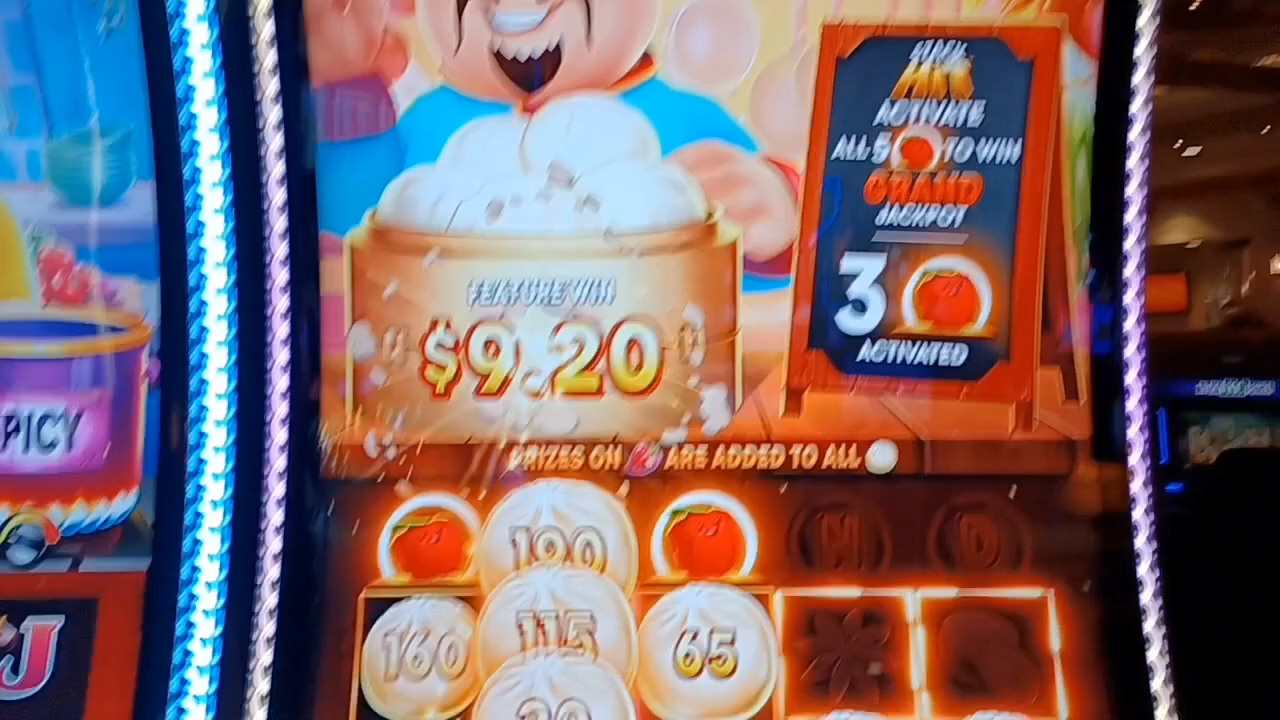 ACTIVATE
ALL 5 TO WIN
GRAND
JACKPOT
3
ACTIVATED
FEATURE WIN
$9.20
PRIZES ON ARE ADDED TO ALL
190
N
D
160
115
65
PICY
J